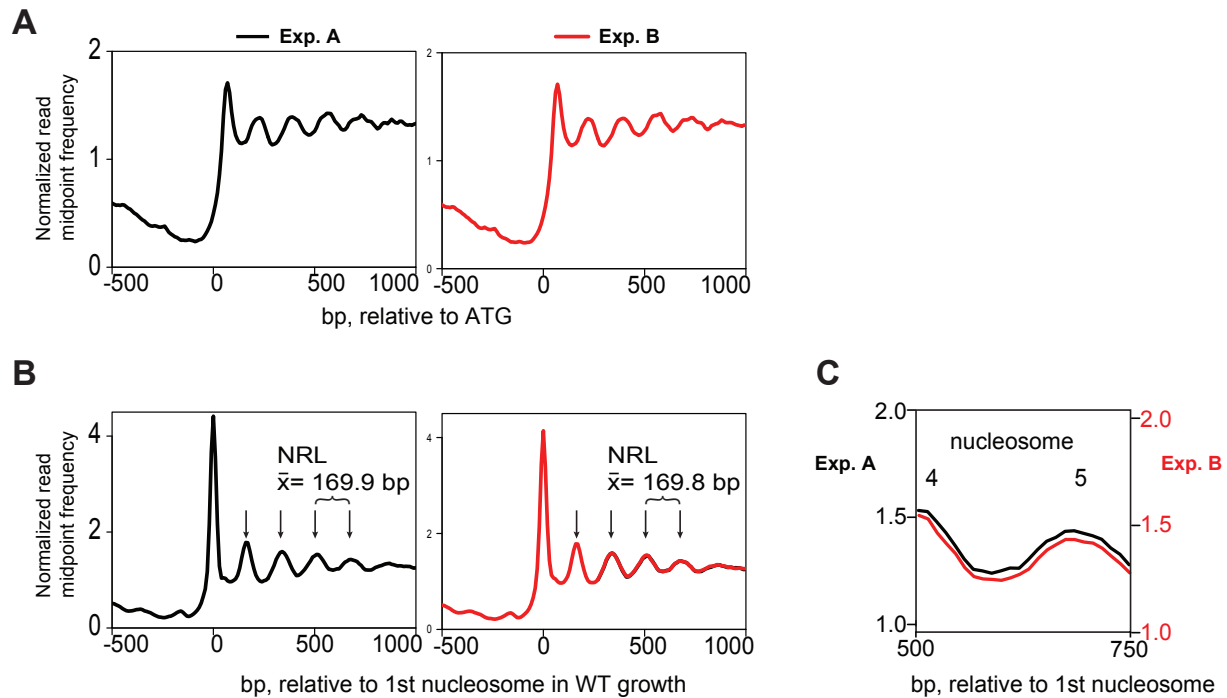 A
Exp. A
Exp. B
Normalized read
midpoint frequency
2
1
0
-500
0
500
1000
2
1
0
-500
0
500
1000
bp, relative to ATG
B
Normalized read
midpoint frequency
4
2
0
NRL
x̄= 169.9 bp
-500
0
500
1000
4
2
0
NRL
x̄= 169.8 bp
-500
0
500
1000
bp, relative to 1st nucleosome in WT growth
C
Exp. A
2.0
1.5
1.0
nucleosome
4
5
2.0
1.5
1.0
Exp. B
500
750
bp, relative to 1st nucleosome